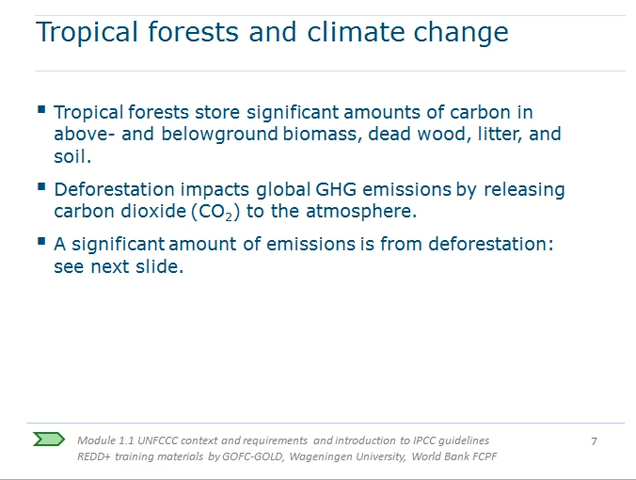 Tropical forests and climate change
▪ Tropical forests store significant amounts of carbon in
above- and belowground biomass, dead wood, litter, and
soil.
▪ Deforestation impacts global GHG emissions by releasing
carbon dioxide (CO₂) to the atmosphere.
▪ A significant amount of emissions is from deforestation:
see next slide.
Module 1.1 UNFCCC context and requirements and introduction to IPCC guidelines
REDD+ training materials by GOFC-GOLD, Wageningen University, World Bank FCPF
7